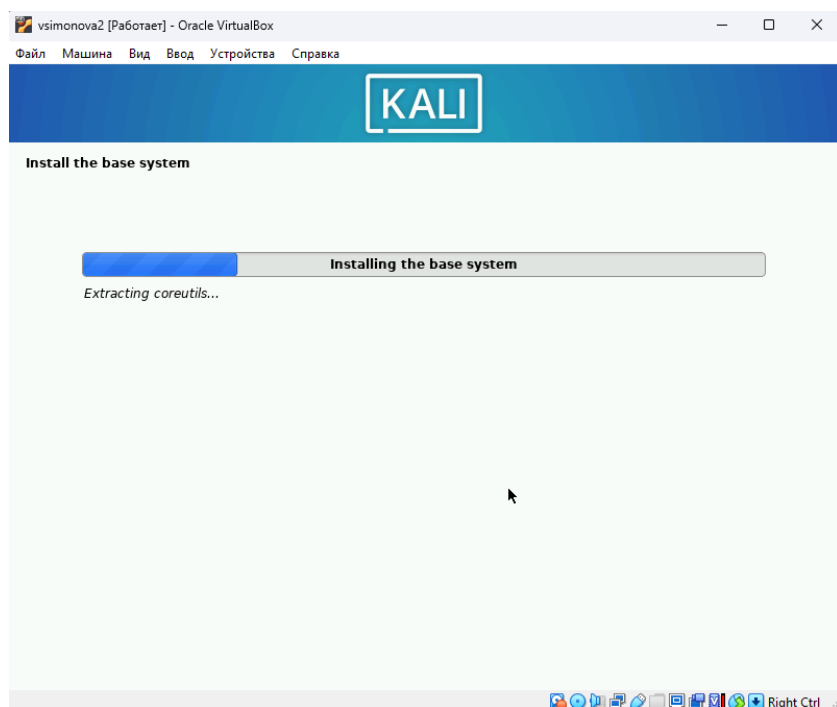 vsimonova2 [Работает] - Oracle VirtualBox
Файл Машина Вид Ввод Устройства Справка
KALI
Install the base system
Installing the base system
Extracting coreutils...
Right Ctrl